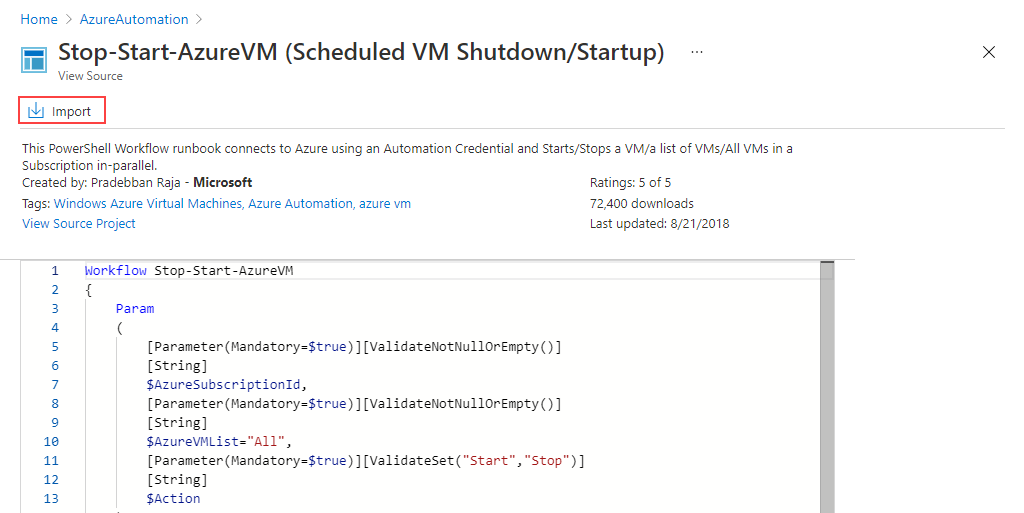 Home > AzureAutomation >
Stop-Start-AzureVM (Scheduled VM Shutdown/Startup) ...
View Source
Import
This PowerShell Workflow runbook connects to Azure using an Automation Credential and Starts/Stops a VM/a list of VMs/All VMs in a
Subscription in-parallel.
Created by: Pradebban Raja - Microsoft
Ratings: 5 of 5
Tags: Windows Azure Virtual Machines, Azure Automation, azure vm
72,400 downloads
View Source Project
Last updated: 8/21/2018
1 Workflow Stop-Start-AzureVM
2 {
3 Param
4 (
5 [Parameter(Mandatory=$true)][ValidateNotNullOrEmpty()]
6 [String]
7 $AzureSubscriptionId,
8 [Parameter(Mandatory=$true)][ValidateNotNullOrEmpty()]
9 [String]
10 $AzureVMList="All",
11 [Parameter(Mandatory=$true)][ValidateSet("Start","Stop")]
12 [String]
13 $Action